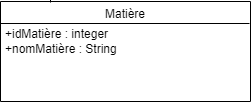 Matière
+idMatière : integer
+nomMatière : String